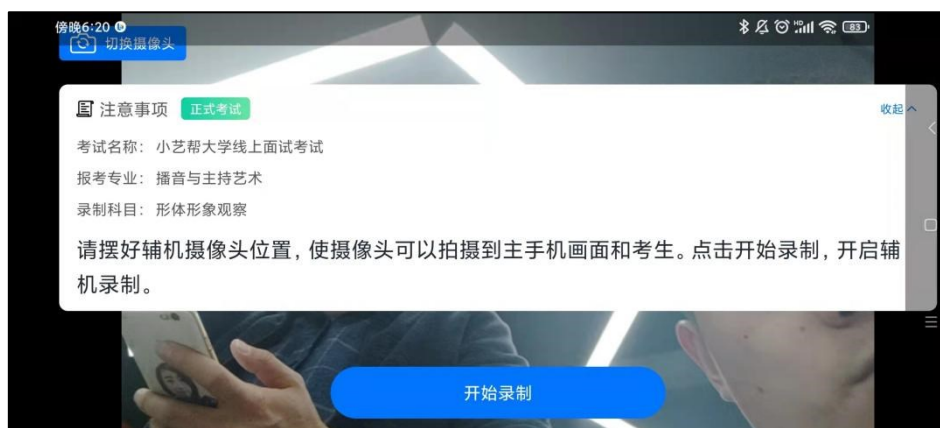 傍晚6:20
83
切换摄像头
注意事项 正式考试 收起
考试名称： 小艺帮大学线上面试考试
报考专业： 播音与主持艺术
录制科目： 形体形象观察
请摆好辅机摄像头位置，使摄像头可以拍摄到主手机画面和考生。点击开始录制，开启辅
机录制。
开始录制